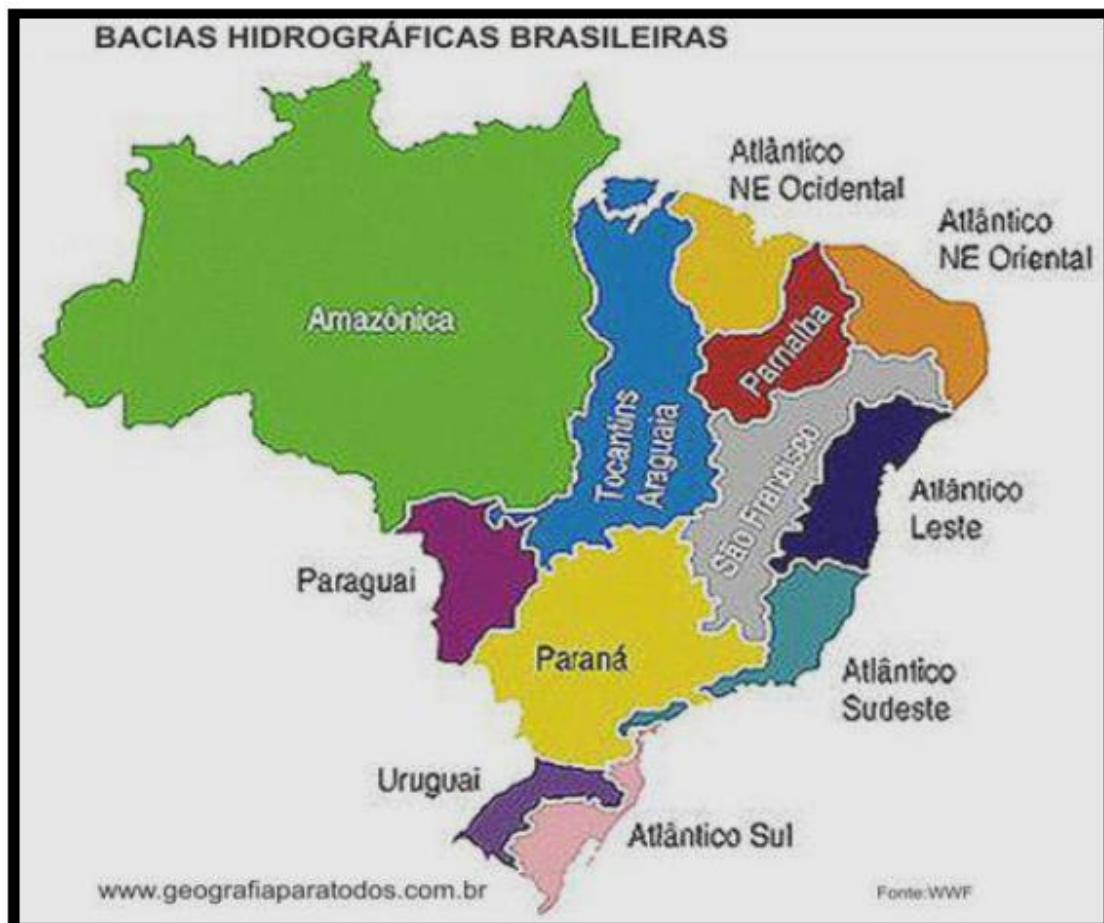 BACIAS HIDROGRÁFICAS BRASILEIRAS
Atlântico
NE Ocidental
Atlântico
NE Oriental
Amazônica
Parnaíba
Tocantins
Araguaia
São Francisco
Atlântico
Leste
Paraguai
Paraná
Atlântico
Sudeste
Uruguai
Atlântico Sul
www.geografiaparatodos.com.br
Fonte:WWF